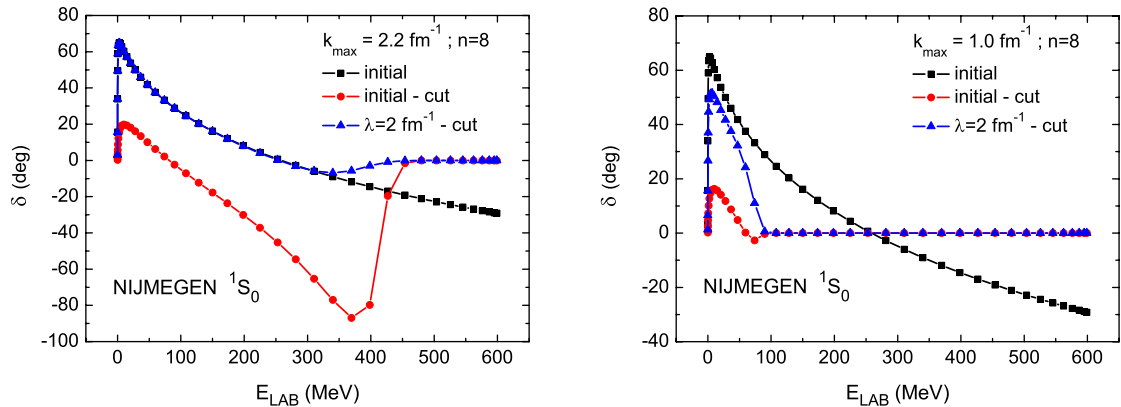 k_max = 2.2 fm^-1 ; n=8
initial
initial - cut
λ=2 fm^-1 - cut
NIJMEGEN ^1S_0
δ (deg)
60
40
20
0
-20
-40
-60
-80
-100
0 100 200 300 400 500 600
E_LAB (MeV)
k_max = 1.0 fm^-1 ; n=8
initial
initial - cut
λ=2 fm^-1 - cut
NIJMEGEN ^1S_0
δ (deg)
80
60
40
20
0
-20
-40
0 100 200 300 400 500 600
E_LAB (MeV)